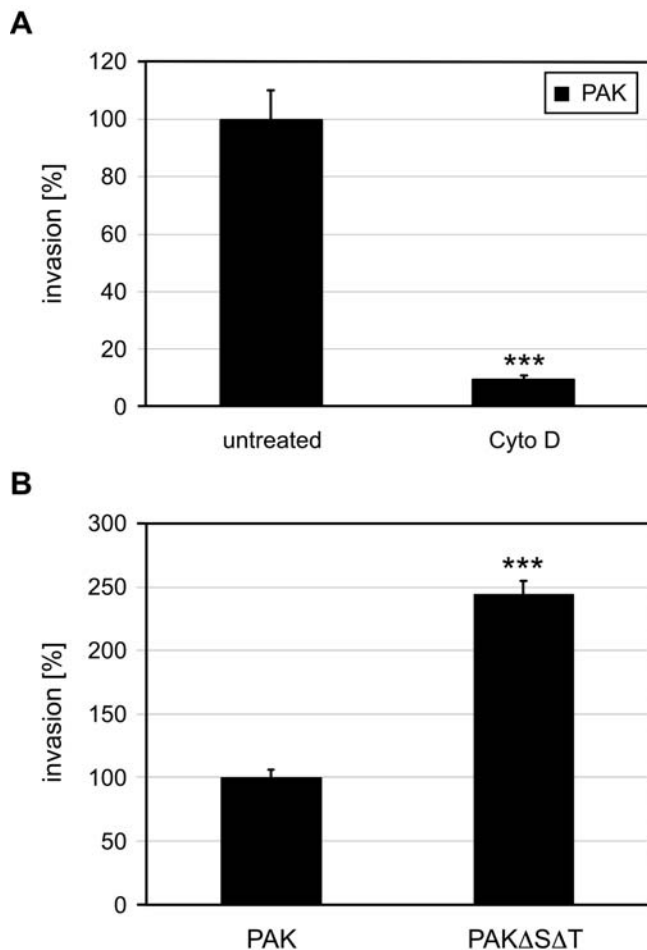 A
120
PAK
100
80
60
40
20
0
invasion [%]
***
untreated Cyto D
B
300
250
200
150
100
50
0
invasion [%]
***
PAK PAKΔSΔT